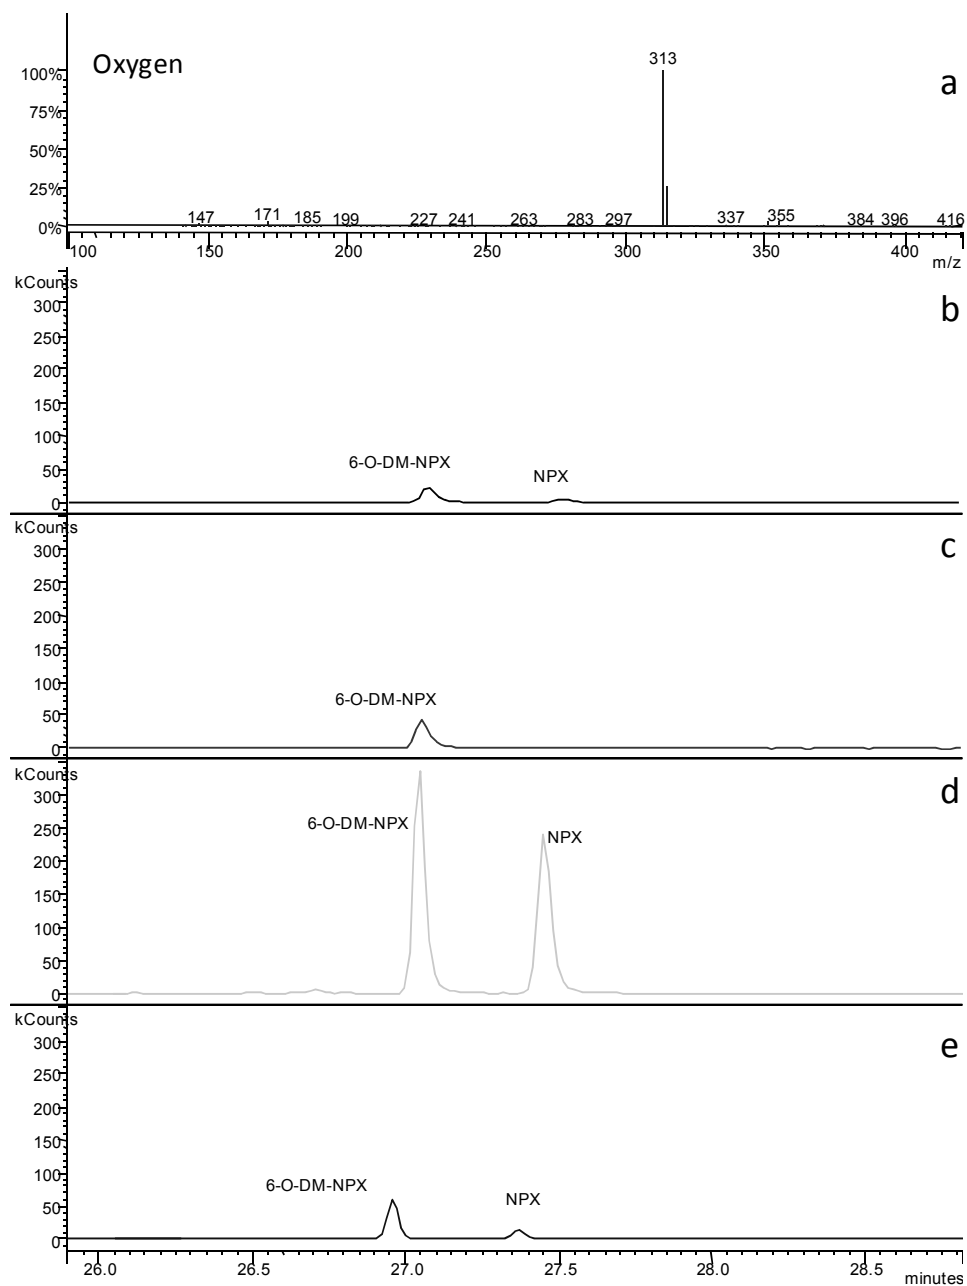 Oxygen
a
313
100%
75%
50%
25%
0%
147 171 185 199 227 241 263 283 297 337 355 384 396 416
100 150 200 250 300 350 400
m/z
kCounts
b
300
250
200
150
100
50
0
6-O-DM-NPX
NPX
kCounts
c
300
250
200
150
100
50
0
6-O-DM-NPX
kCounts
d
300
250
200
150
100
50
0
6-O-DM-NPX
NPX
kCounts
e
300
250
200
150
100
50
0
6-O-DM-NPX
NPX
26.0 26.5 27.0 27.5 28.0 28.5
minutes